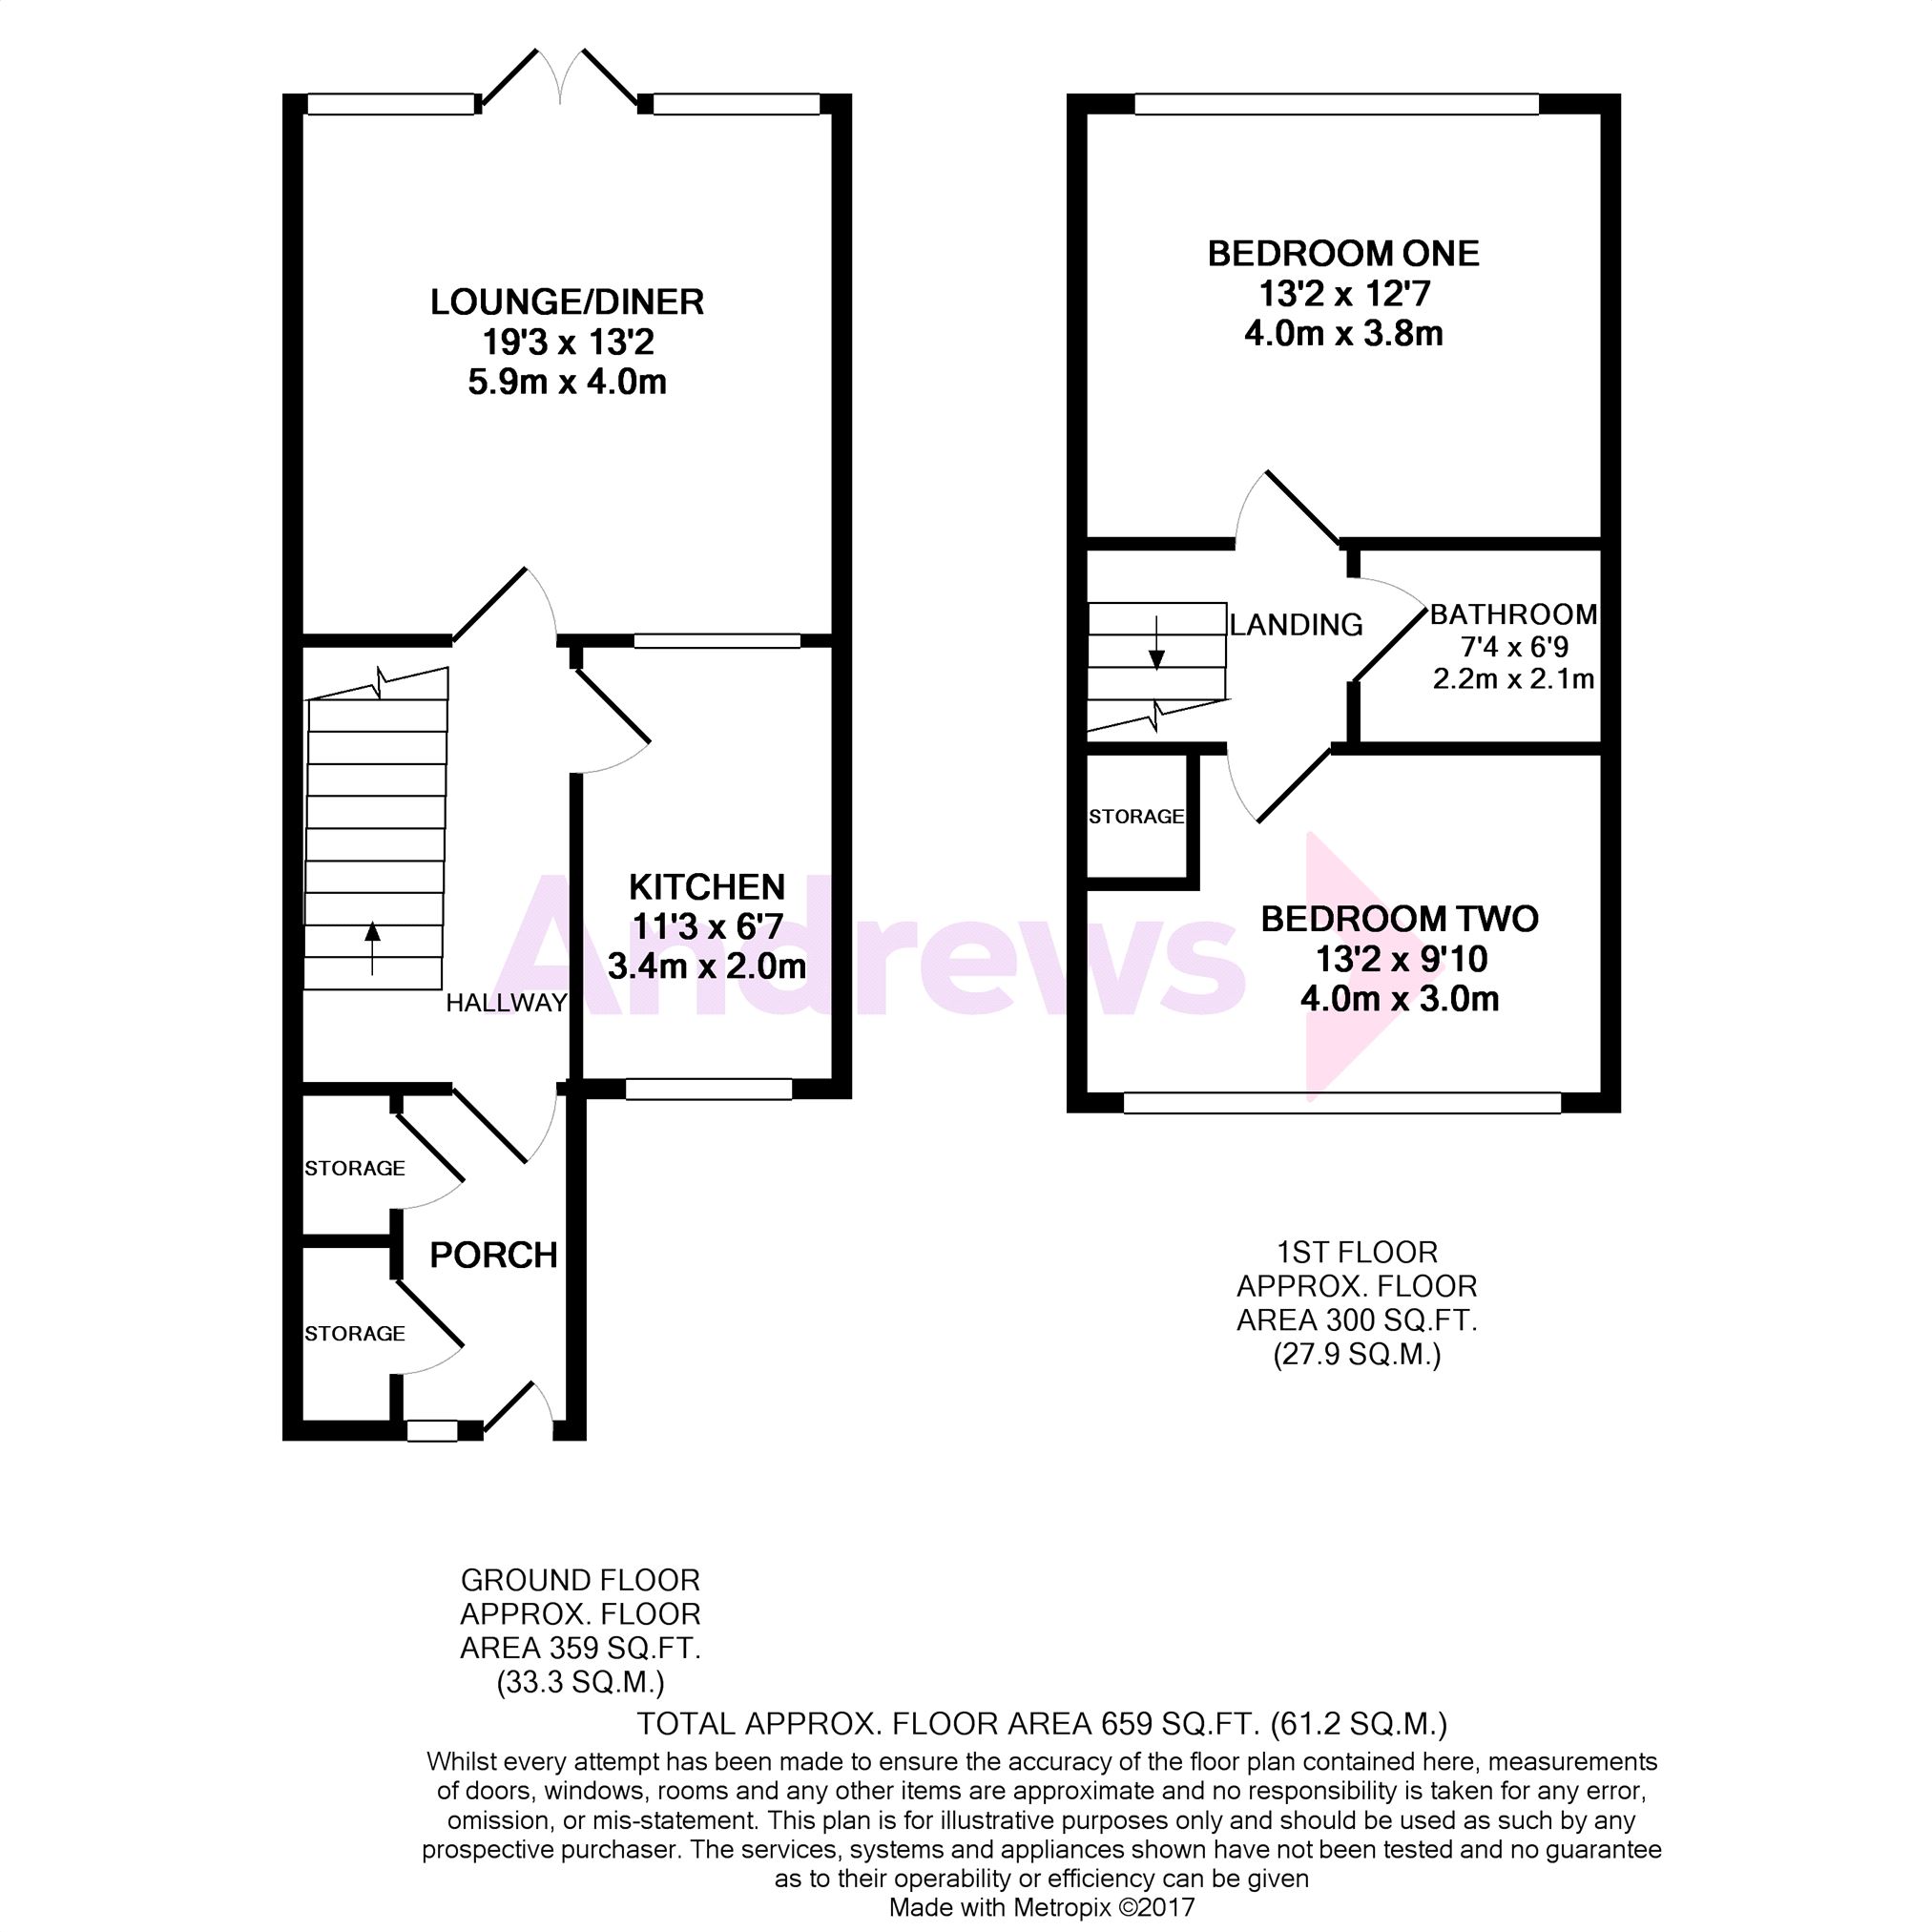 LOUNGE/DINER
19'3 x 13'2
5.9m x 4.0m
KITCHEN
11'3 x 6'7
3.4m x 2.0m
HALLWAY
STORAGE
PORCH
STORAGE
BEDROOM ONE
13'2 x 12'7
4.0m x 3.8m
LANDING
BATHROOM
7'4 x 6'9
2.2m x 2.1m
STORAGE
BEDROOM TWO
13'2 x 9'10
4.0m x 3.0m
Andrews
1ST FLOOR
APPROX. FLOOR
AREA 300 SQ.FT.
(27.9 SQ.M.)
GROUND FLOOR
APPROX. FLOOR
AREA 359 SQ.FT.
(33.3 SQ.M.)
TOTAL APPROX. FLOOR AREA 659 SQ.FT. (61.2 SQ.M.)
Whilst every attempt has been made to ensure the accuracy of the floor plan contained here, measurements
of doors, windows, rooms and any other items are approximate and no responsibility is taken for any error,
omission, or mis-statement. This plan is for illustrative purposes only and should be used as such by any
prospective purchaser. The services, systems and appliances shown have not been tested and no guarantee
as to their operability or efficiency can be given
Made with Metropix ©2017